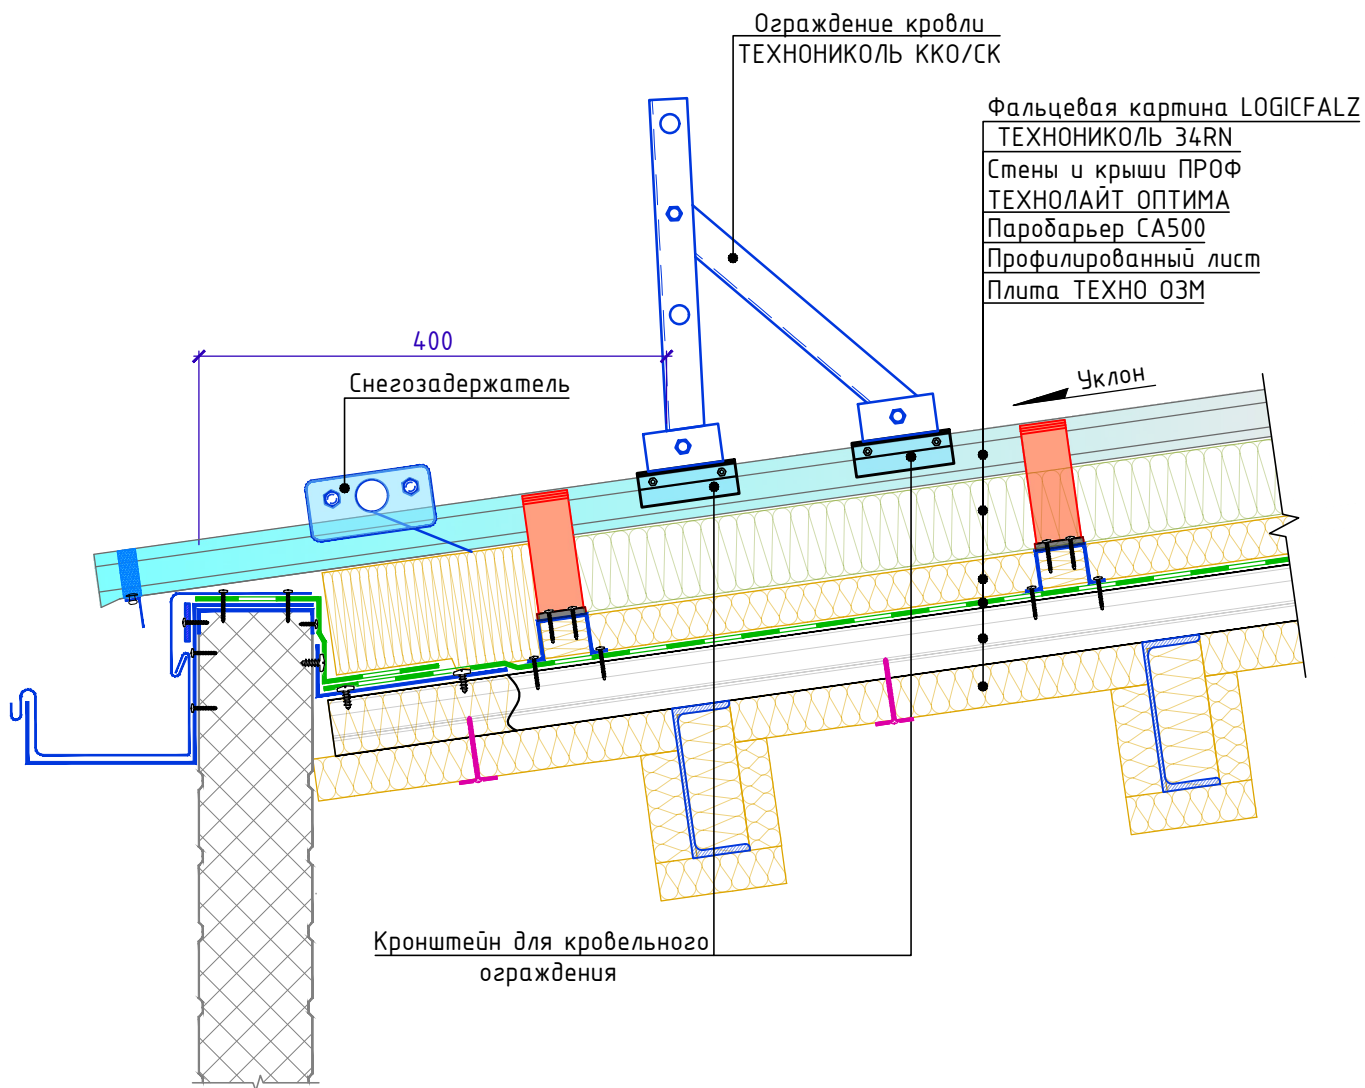 Ограждение кровли
ТЕХНОНИКОЛЬ ККО/СК
Фальцевая картина LOGICFALZ
ТЕХНОНИКОЛЬ 34RN
Стены и крыши ПРОФ
ТЕХНОЛАЙТ ОПТИМА
Паробарьер СА500
Профилированный лист
Плита ТЕХНО ОЗМ
400
Снегозадержатель
Уклон
Кронштейн для кровельного
ограждения